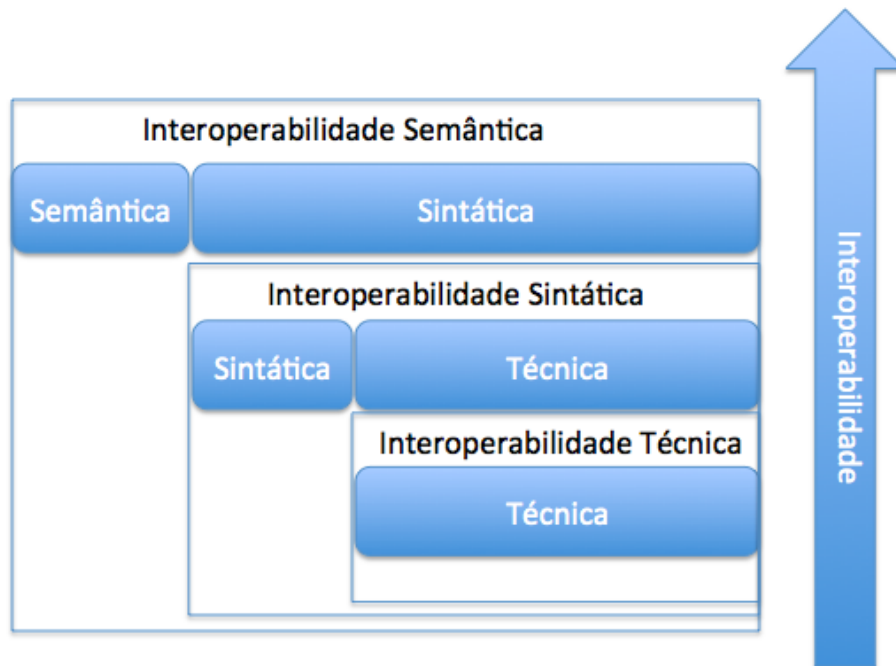 Interoperabilidade Semântica
Semântica
Sintática
Interoperabilidade Sintática
Sintática
Técnica
Interoperabilidade Técnica
Técnica
Interoperabilidade